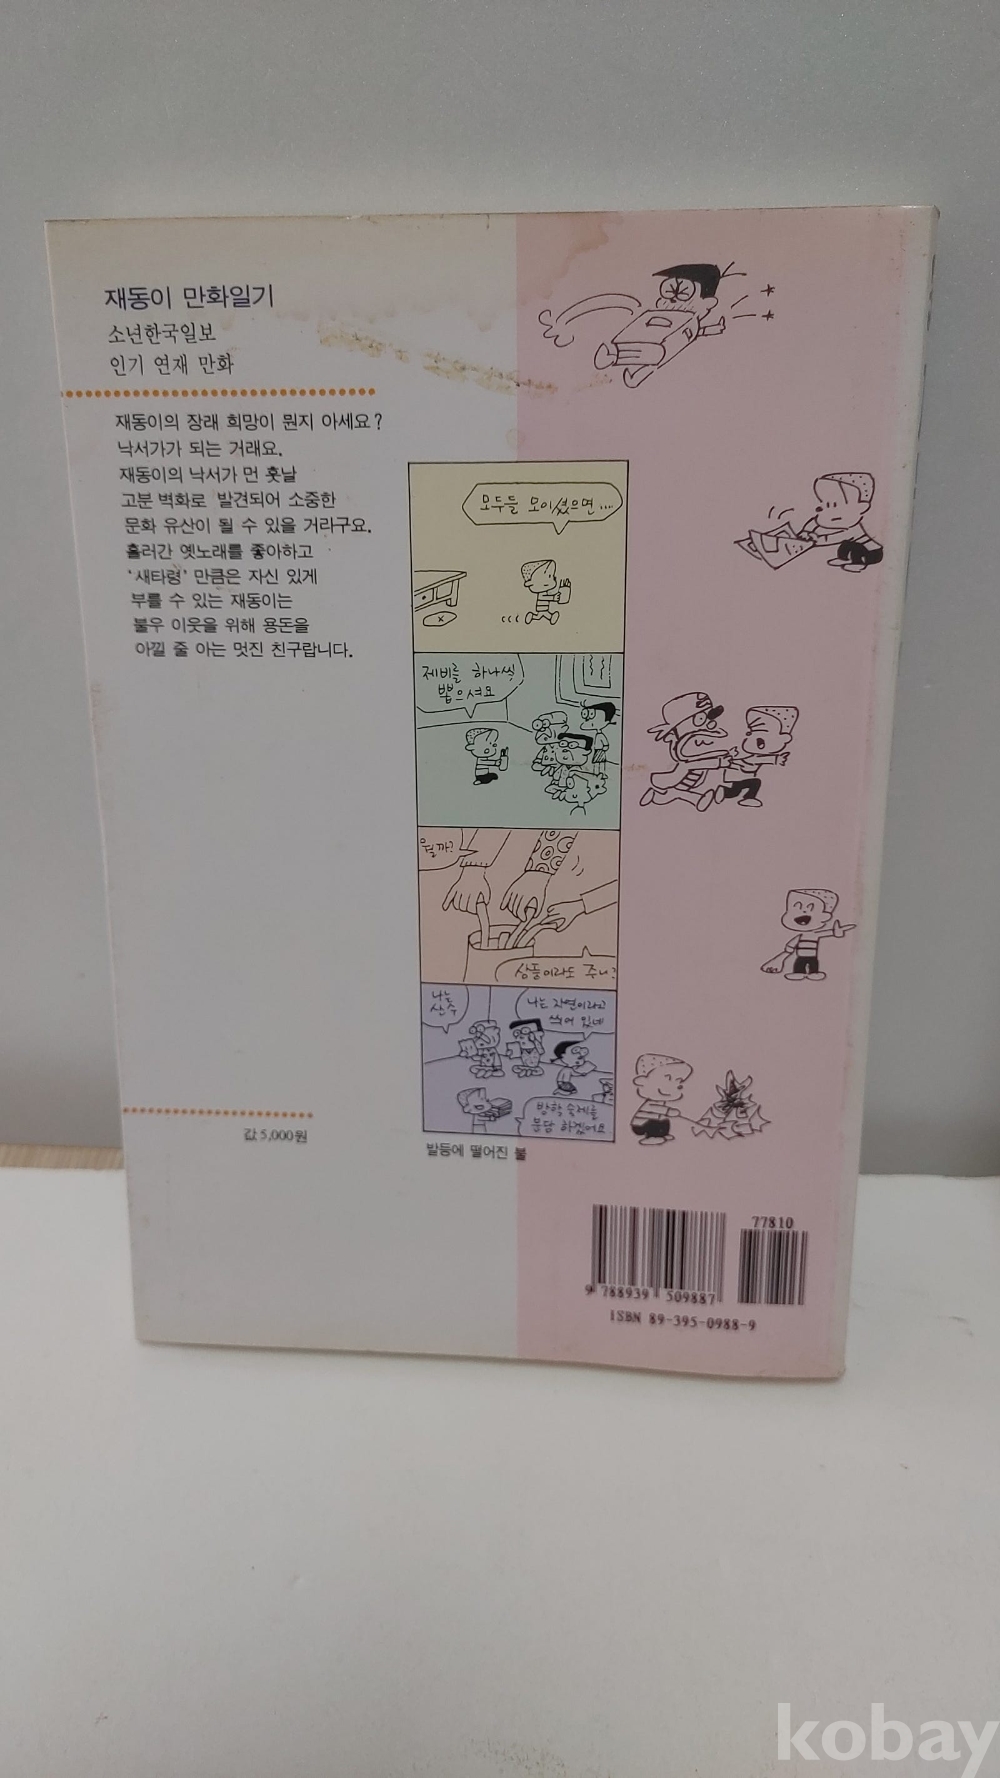 재동이 만화일기
소년한국일보
인기 연재 만화
재동이의 장래 희망이 뭔지 아세요?
낙서가가 되는 거래요.
재동이의 낙서가 먼 훗날
고분 벽화로 발견되어 소중한
문화 유산이 될 수 있을 거라구요.
흘러간 옛노래를 좋아하고
'새타령' 만큼은 자신 있게
부를 수 있는 재동이는
불우 이웃을 위해 용돈을
아낄 줄 아는 멋진 친구랍니다.
모두들 모이셨으면....
제비를 하나씩
뽑으셔요
뭘까?
상품이라도 주나?
나는
산수
나는 자연이라고
씌어 있네
방학 숙제를
분담 하겠어요
발등에 떨어진 불
값 5,000원
77810
9 788939 509887
ISBN 89-395-0988-9
kobay